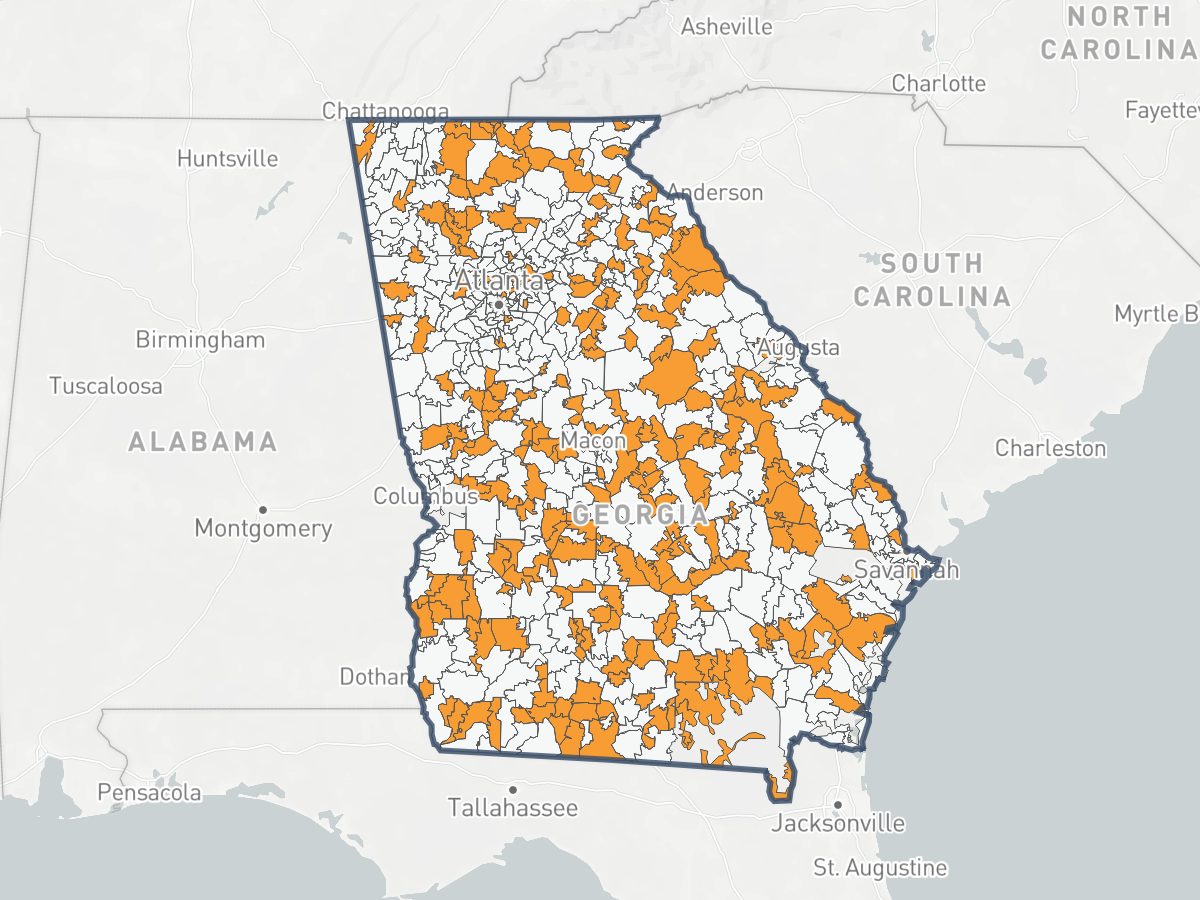 Asheville
NORTH
CAROLINA
Charlotte
Fayettev
Chattanooga
Huntsville
Anderson
SOUTH
CAROLINA
Atlanta
Myrtle B
Birmingham
Augusta
Tuscaloosa
ALABAMA
Macon
Charleston
Columbus
GEORGIA
Montgomery
Savannah
Dothan
Pensacola
Tallahassee
Jacksonville
St. Augustine